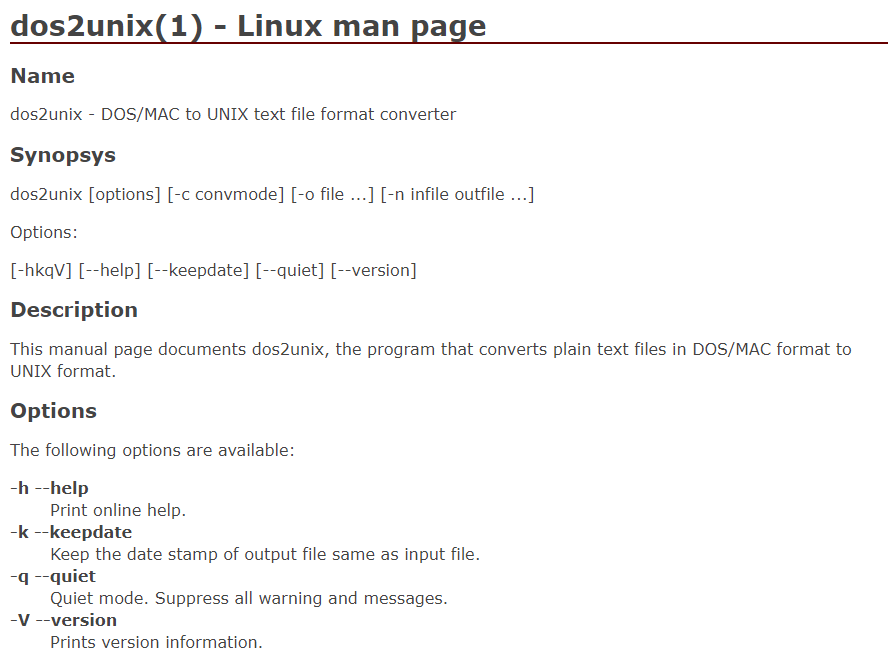 dos2unix(1) - Linux man page
Name
dos2unix - DOS/MAC to UNIX text file format converter
Synopsys
dos2unix [options] [-c convmode] [-o file ...] [-n infile outfile ...]
Options:
[-hkqV] [--help] [--keepdate] [--quiet] [--version]
Description
This manual page documents dos2unix, the program that converts plain text files in DOS/MAC format to
UNIX format.
Options
The following options are available:
-h --help
Print online help.
-k --keepdate
Keep the date stamp of output file same as input file.
-q --quiet
Quiet mode. Suppress all warning and messages.
-V --version
Prints version information.